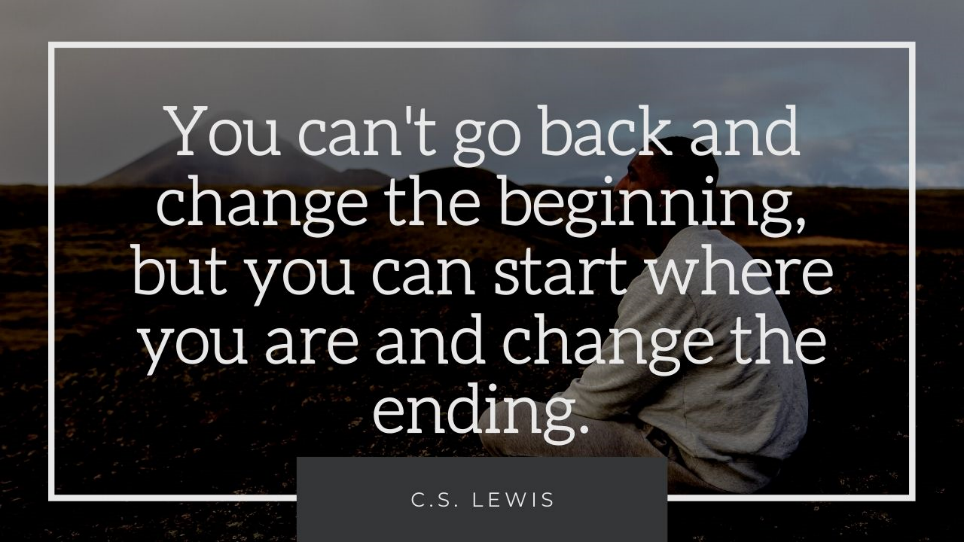 You can't go back and
change the beginning,
but you can start where
you are and change the
ending.
C.S. LEWIS